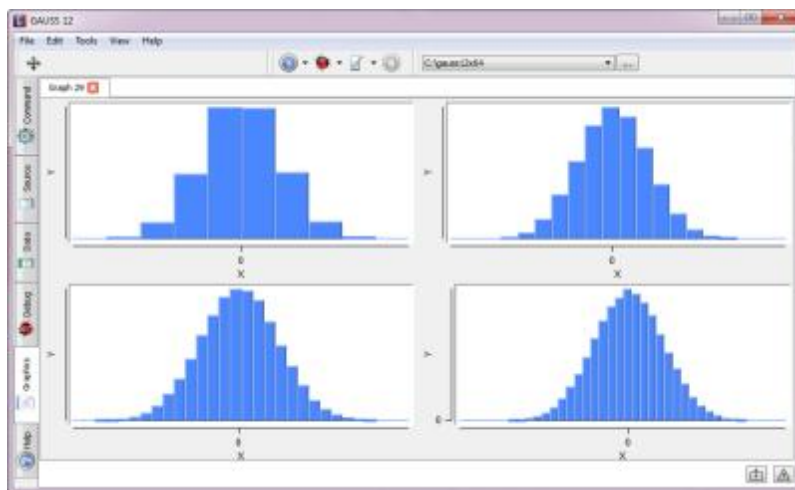 GAUSS 12
File Edit Tools View Help
Graph 29
Command
Source
Data
Debug
Graphics
Help
Y
0
X
Y
0
X
Y
0
X
Y
0
0
X